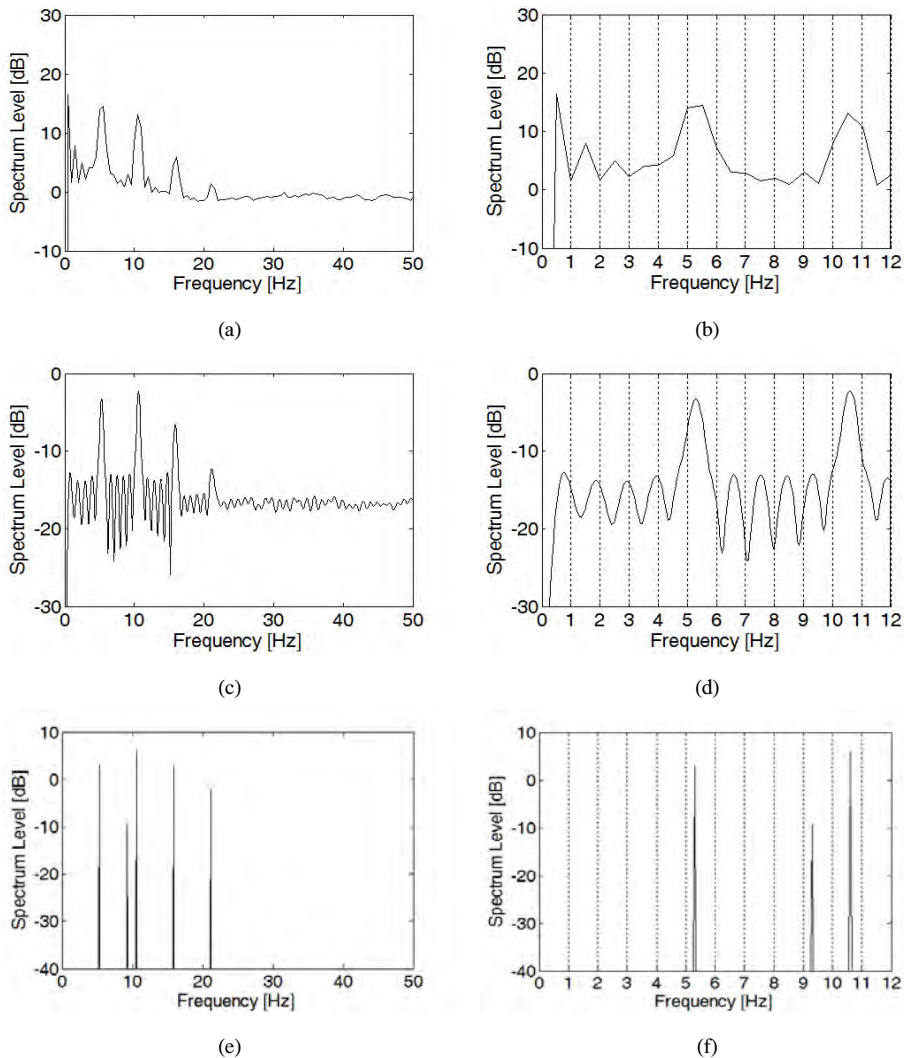 30
20
10
0
-10
Spectrum Level [dB]
0 10 20 30 40 50
Frequency [Hz]
(a)
30
20
10
0
-10
Spectrum Level [dB]
0 1 2 3 4 5 6 7 8 9 10 11 12
Frequency [Hz]
(b)
0
-10
-20
-30
Spectrum Level [dB]
0 10 20 30 40 50
Frequency [Hz]
(c)
0
-10
-20
-30
Spectrum Level [dB]
0 1 2 3 4 5 6 7 8 9 10 11 12
Frequency [Hz]
(d)
10
0
-10
-20
-30
-40
Spectrum Level [dB]
0 10 20 30 40 50
Frequency [Hz]
(e)
10
0
-10
-20
-30
-40
Spectrum Level [dB]
0 1 2 3 4 5 6 7 8 9 10 11 12
Frequency [Hz]
(f)